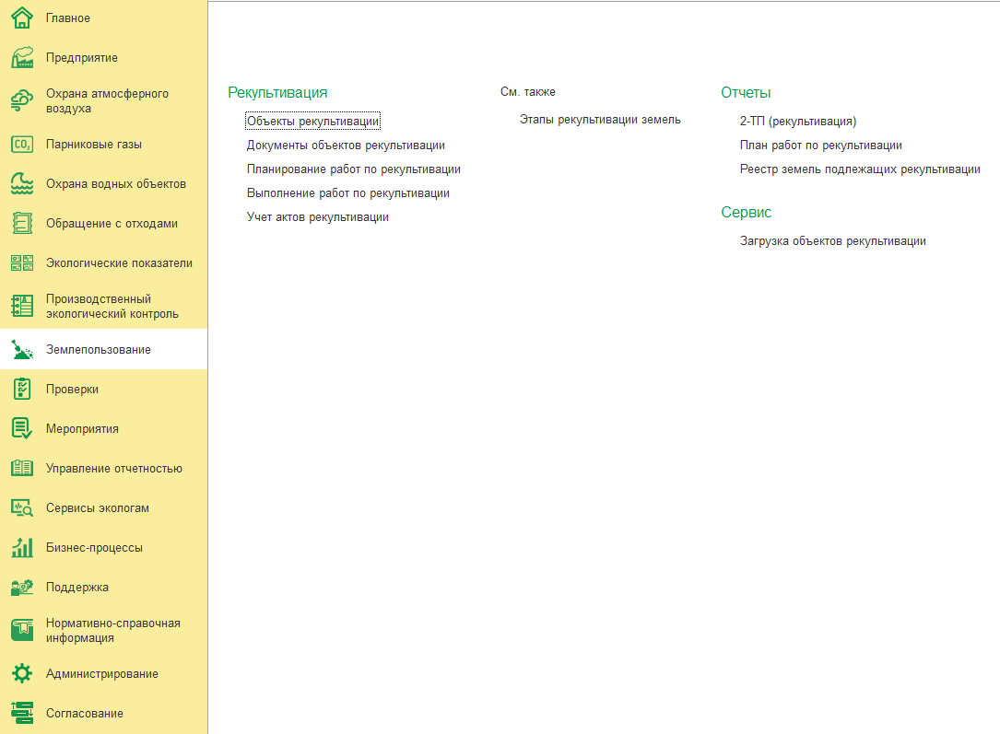 Главное
Предприятие
Охрана атмосферного
воздуха
CO₂
Парниковые газы
Охрана водных объектов
Обращение с отходами
Экологические показатели
Производственный
экологический контроль
Землепользование
Проверки
Мероприятия
Управление отчетностью
Сервисы экологам
Бизнес-процессы
Поддержка
Нормативно-справочная
информация
Администрирование
Согласование
Рекультивация
Объекты рекультивации
Документы объектов рекультивации
Планирование работ по рекультивации
Выполнение работ по рекультивации
Учет актов рекультивации
См. также
Этапы рекультивации земель
Отчеты
2-ТП (рекультивация)
План работ по рекультивации
Реестр земель подлежащих рекультивации
Сервис
Загрузка объектов рекультивации